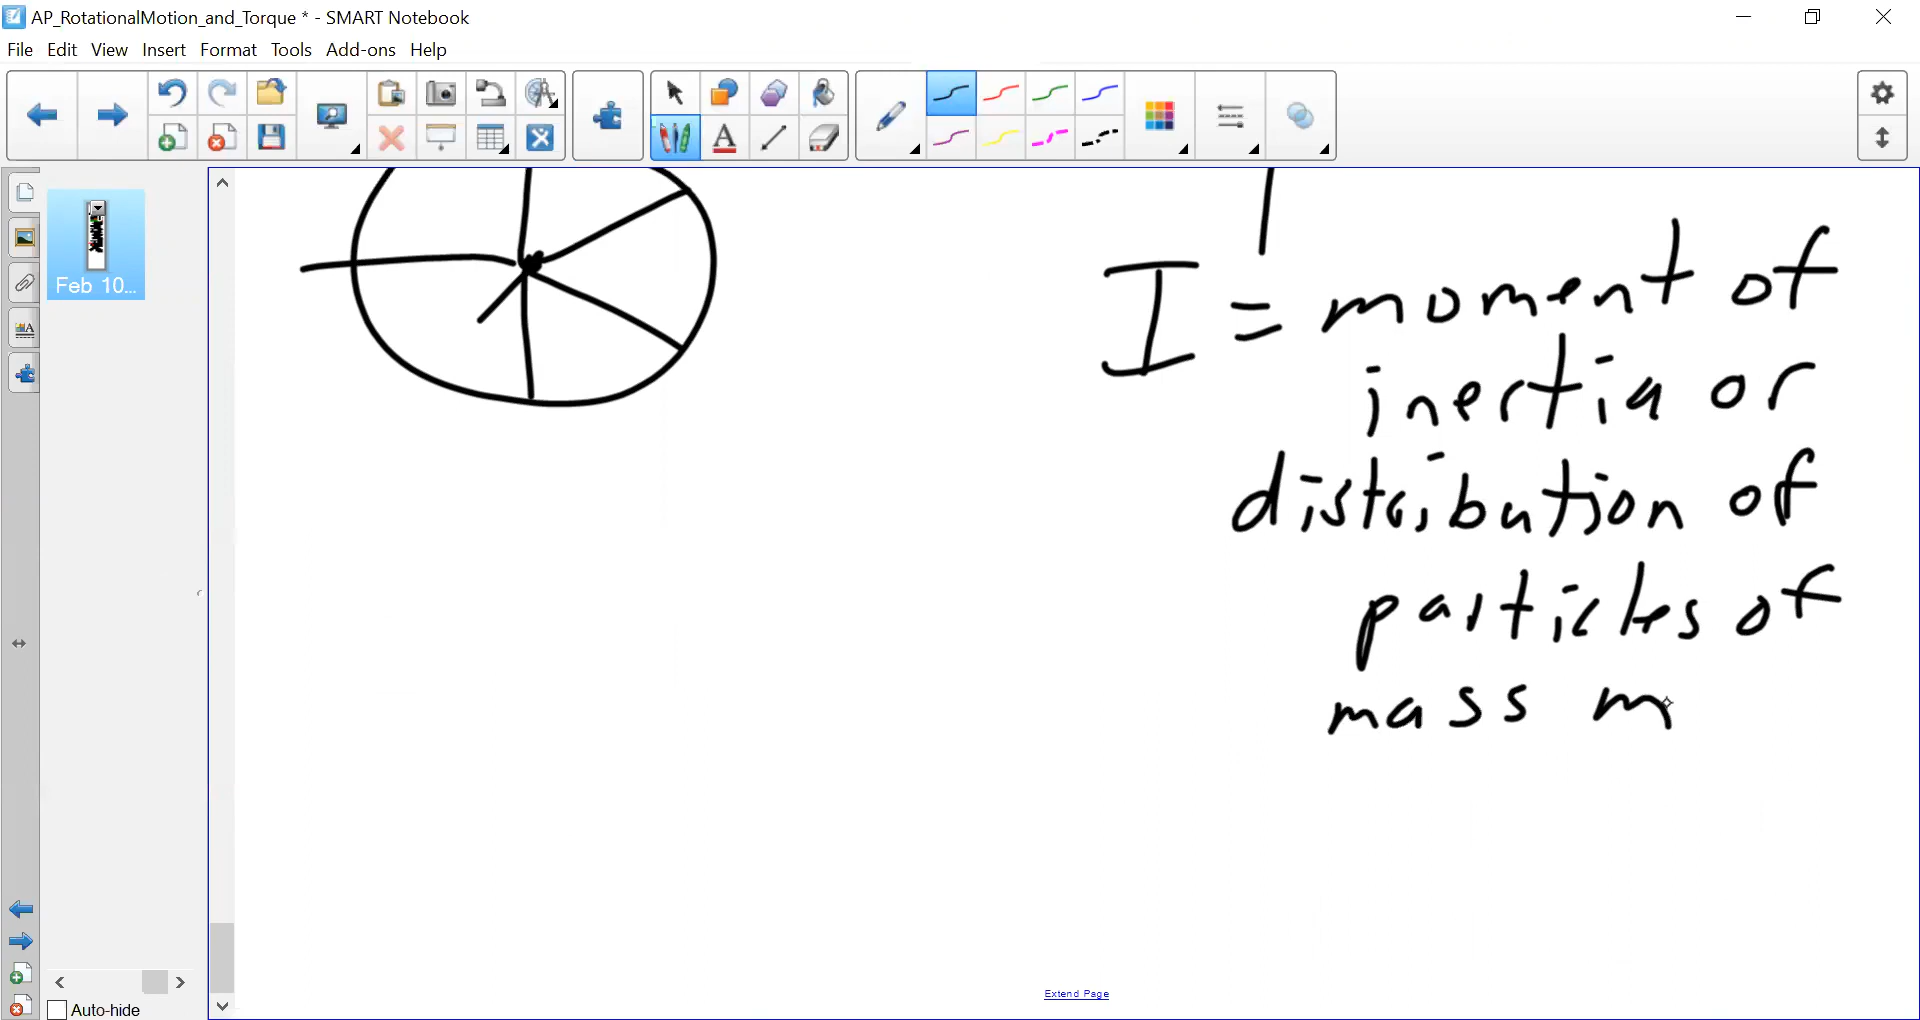 AP_RotationalMotion_and_Torque * - SMART Notebook
File Edit View Insert Format Tools Add-ons Help
Feb 10...
I = moment of
inertia or
distribution of
particles of
mass m
Extend Page
Auto-hide